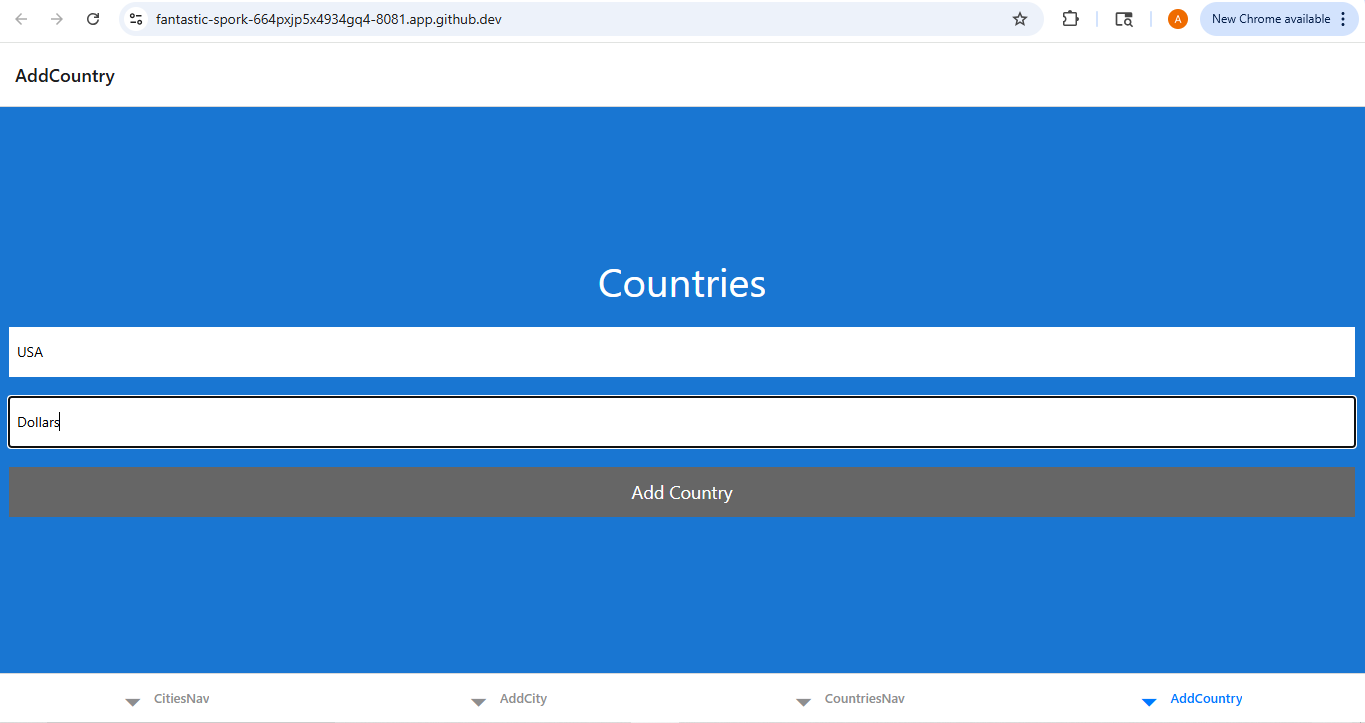 fantastic-spork-664pxjp5x4934gq4-8081.app.github.dev
A
New Chrome available
AddCountry
Countries
USA
Dollars
Add Country
CitiesNav
AddCity
CountriesNav
AddCountry